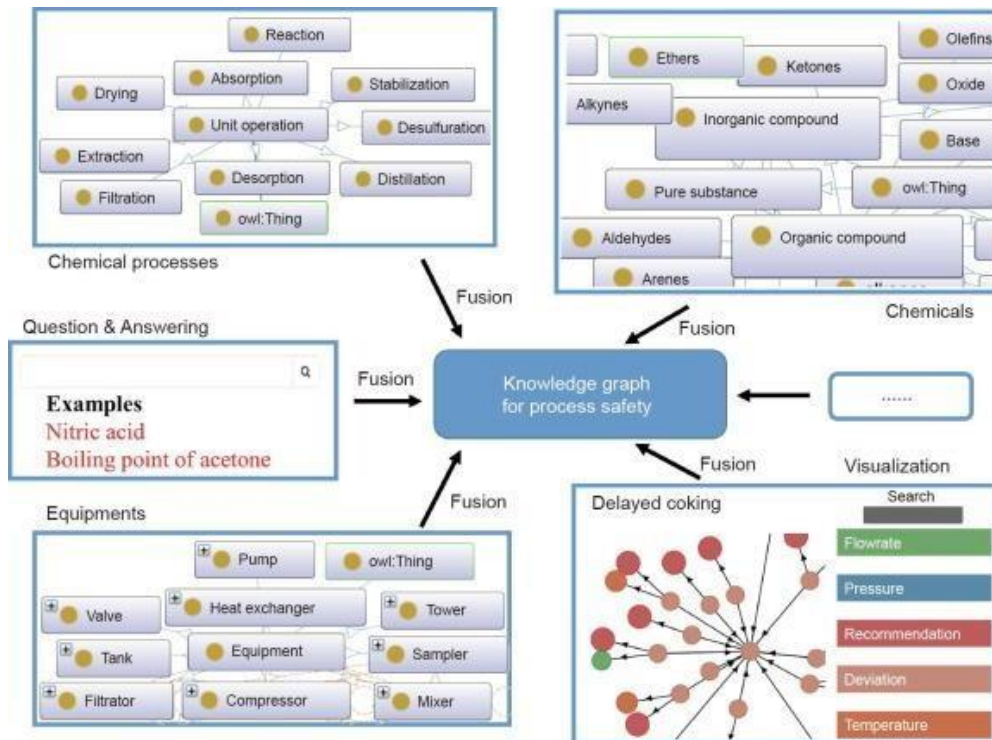 Reaction
Absorption
Stabilization
Drying
Unit operation
Desulfuration
Extraction
Desorption
Distillation
Filtration
owl:Thing
Chemical processes
Olefins
Ethers
Ketones
Oxide
Alkynes
Inorganic compound
Base
Pure substance
owl:Thing
Aldehydes
Organic compound
Arenes
Chemicals
Fusion
Fusion
Question & Answering
Examples
Nitric acid
Boiling point of acetone
Fusion
Knowledge graph
for process safety
......
Fusion
Fusion
Equipments
Pump
owl:Thing
Valve
Heat exchanger
Tower
Tank
Equipment
Sampler
Filtrator
Compressor
Mixer
Visualization
Delayed coking
Search
Flowrate
Pressure
Recommendation
Deviation
Temperature